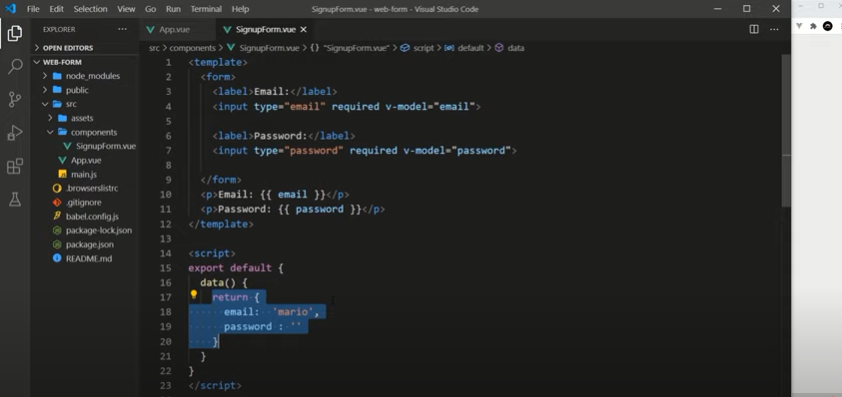 File Edit Selection View Go Run Terminal Help
SignupForm.vue - web-form - Visual Studio Code
EXPLORER
OPEN EDITORS
WEB-FORM
node_modules
public
src
assets
components
SignupForm.vue
App.vue
main.js
.browserslistrc
.gitignore
babel.config.js
package-lock.json
package.json
README.md
App.vue
SignupForm.vue
src > components > SignupForm.vue > {} "SignupForm.vue" > script > default > data
1 <template>
2 <form>
3 <label>Email:</label>
4 <input type="email" required v-model="email">
5
6 <label>Password:</label>
7 <input type="password" required v-model="password">
8
9 </form>
10 <p>Email: {{ email }}</p>
11 <p>Password: {{ password }}</p>
12 </template>
13
14 <script>
15 export default {
16 data() {
17 return {
18 email: 'mario',
19 password : ''
20 }
21 }
22 }
23 </script>